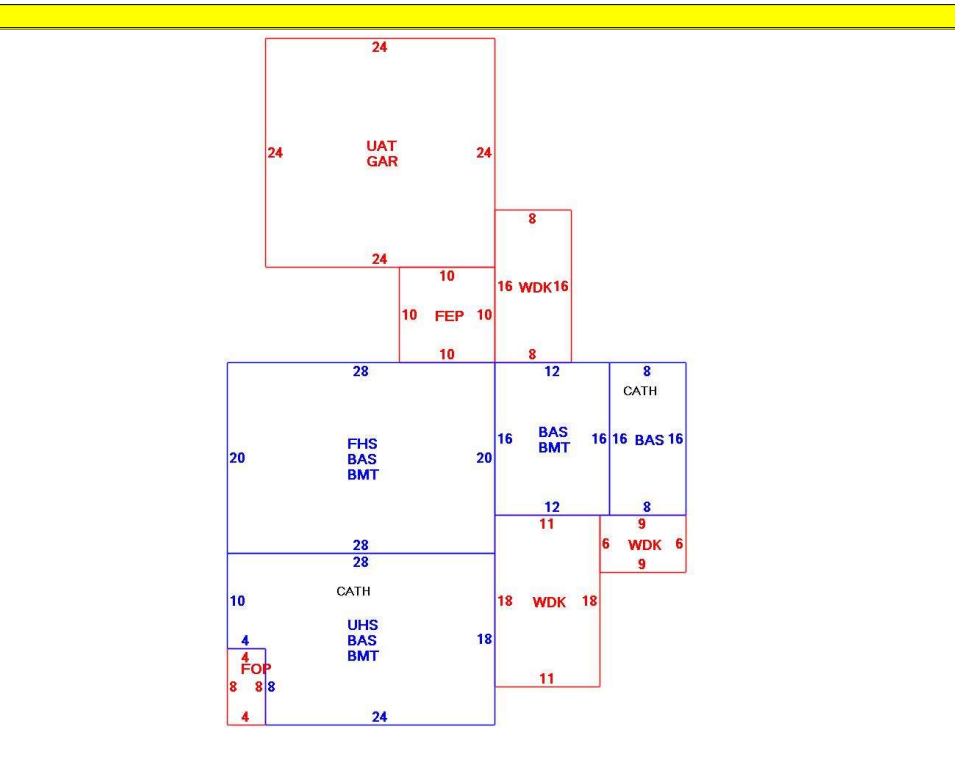 24
24
UAT
GAR
24
24
8
16 WDK 16
8
10
10 FEP 10
10
28
20
FHS
BAS
BMT
20
28
12
16
BAS
BMT
16
12
8
CATH
16 BAS 16
8
28
10
CATH
UHS
BAS
BMT
18
4
8
24
11
18 WDK 18
11
9
6 WDK 6
9
4
FOP
8 8
4